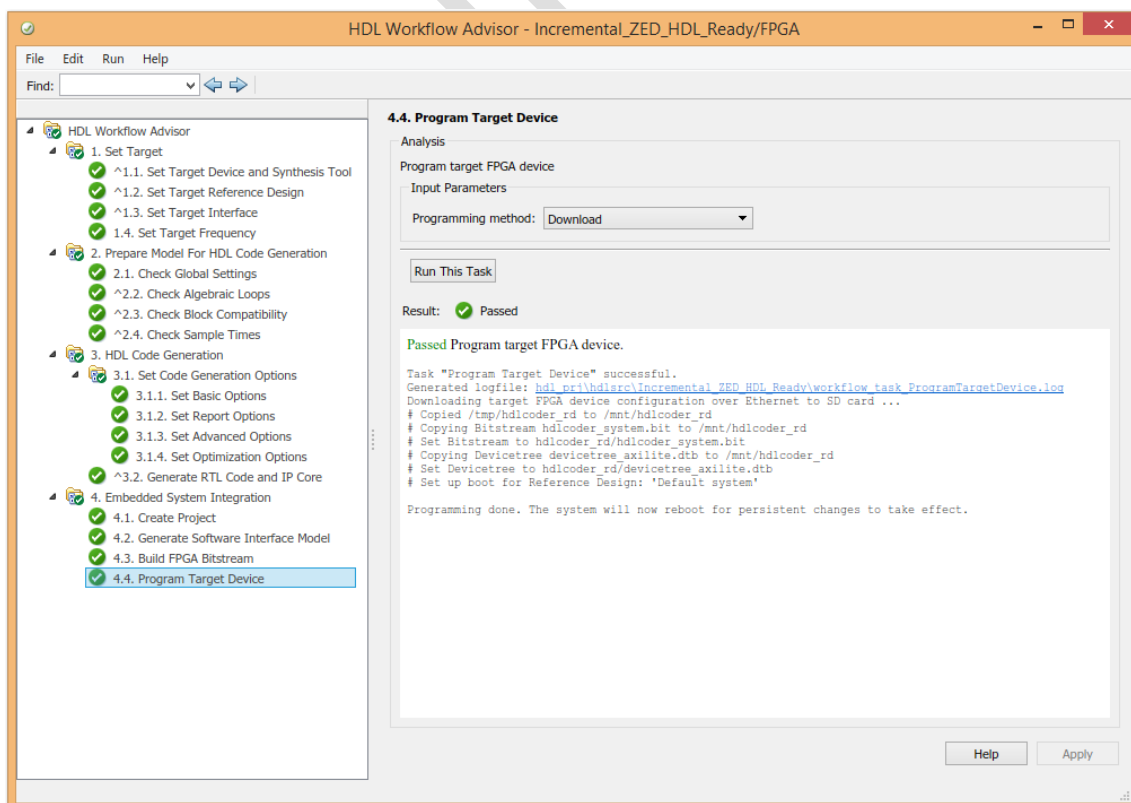 HDL Workflow Advisor - Incremental_ZED_HDL_Ready/FPGA
File Edit Run Help
Find:
HDL Workflow Advisor
1. Set Target
^1.1. Set Target Device and Synthesis Tool
^1.2. Set Target Reference Design
^1.3. Set Target Interface
1.4. Set Target Frequency
2. Prepare Model For HDL Code Generation
2.1. Check Global Settings
^2.2. Check Algebraic Loops
^2.3. Check Block Compatibility
^2.4. Check Sample Times
3. HDL Code Generation
3.1. Set Code Generation Options
3.1.1. Set Basic Options
3.1.2. Set Report Options
3.1.3. Set Advanced Options
3.1.4. Set Optimization Options
^3.2. Generate RTL Code and IP Core
4. Embedded System Integration
4.1. Create Project
4.2. Generate Software Interface Model
4.3. Build FPGA Bitstream
4.4. Program Target Device
4.4. Program Target Device
Analysis
Program target FPGA device
Input Parameters
Programming method: Download
Run This Task
Result: Passed
Passed Program target FPGA device.
Task "Program Target Device" successful.
Generated logfile: hdl_prj\hdlsrc\Incremental_ZED_HDL_Ready\workflow_task_ProgramTargetDevice.log
Downloading target FPGA device configuration over Ethernet to SD card ...
# Copied /tmp/hdlcoder_rd to /mnt/hdlcoder_rd
# Copying Bitstream hdlcoder_system.bit to /mnt/hdlcoder_rd
# Set Bitstream to hdlcoder_rd/hdlcoder_system.bit
# Copying Devicetree devicetree_axilite.dtb to /mnt/hdlcoder_rd
# Set Devicetree to hdlcoder_rd/devicetree_axilite.dtb
# Set up boot for Reference Design: 'Default system'
Programming done. The system will now reboot for persistent changes to take effect.
Help Apply